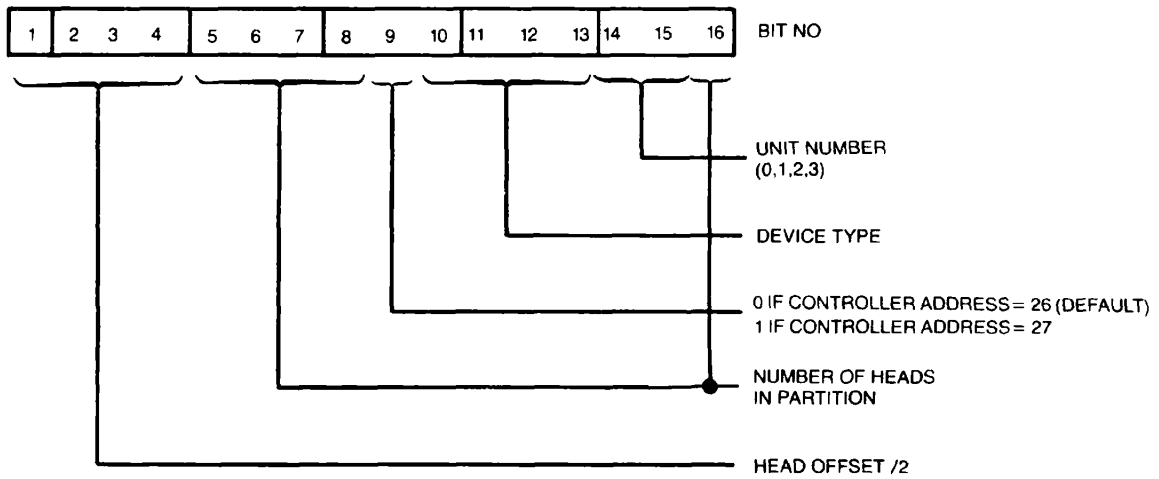 1 2 3 4 5 6 7 8 9 10 11 12 13 14 15 16 BIT NO
UNIT NUMBER
(0,1,2,3)
DEVICE TYPE
0 IF CONTROLLER ADDRESS = 26 (DEFAULT)
1 IF CONTROLLER ADDRESS = 27
NUMBER OF HEADS
IN PARTITION
HEAD OFFSET /2